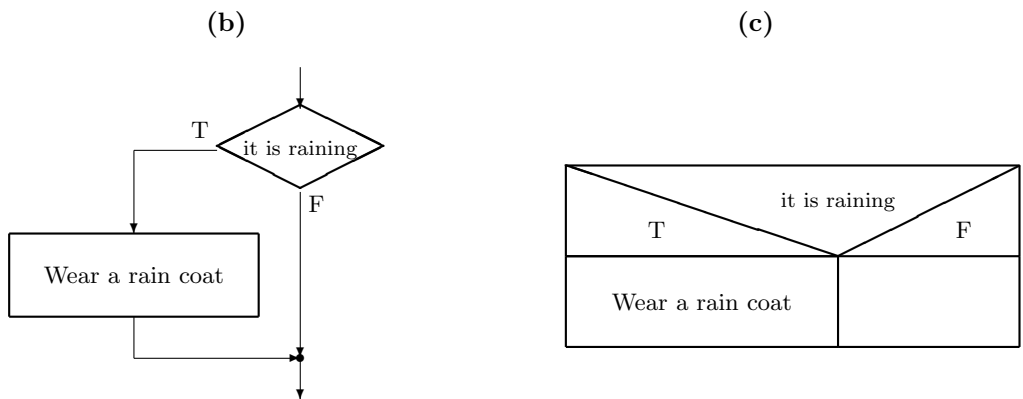 (b)
T
it is raining
F
Wear a rain coat
(c)
it is raining
T
F
Wear a rain coat